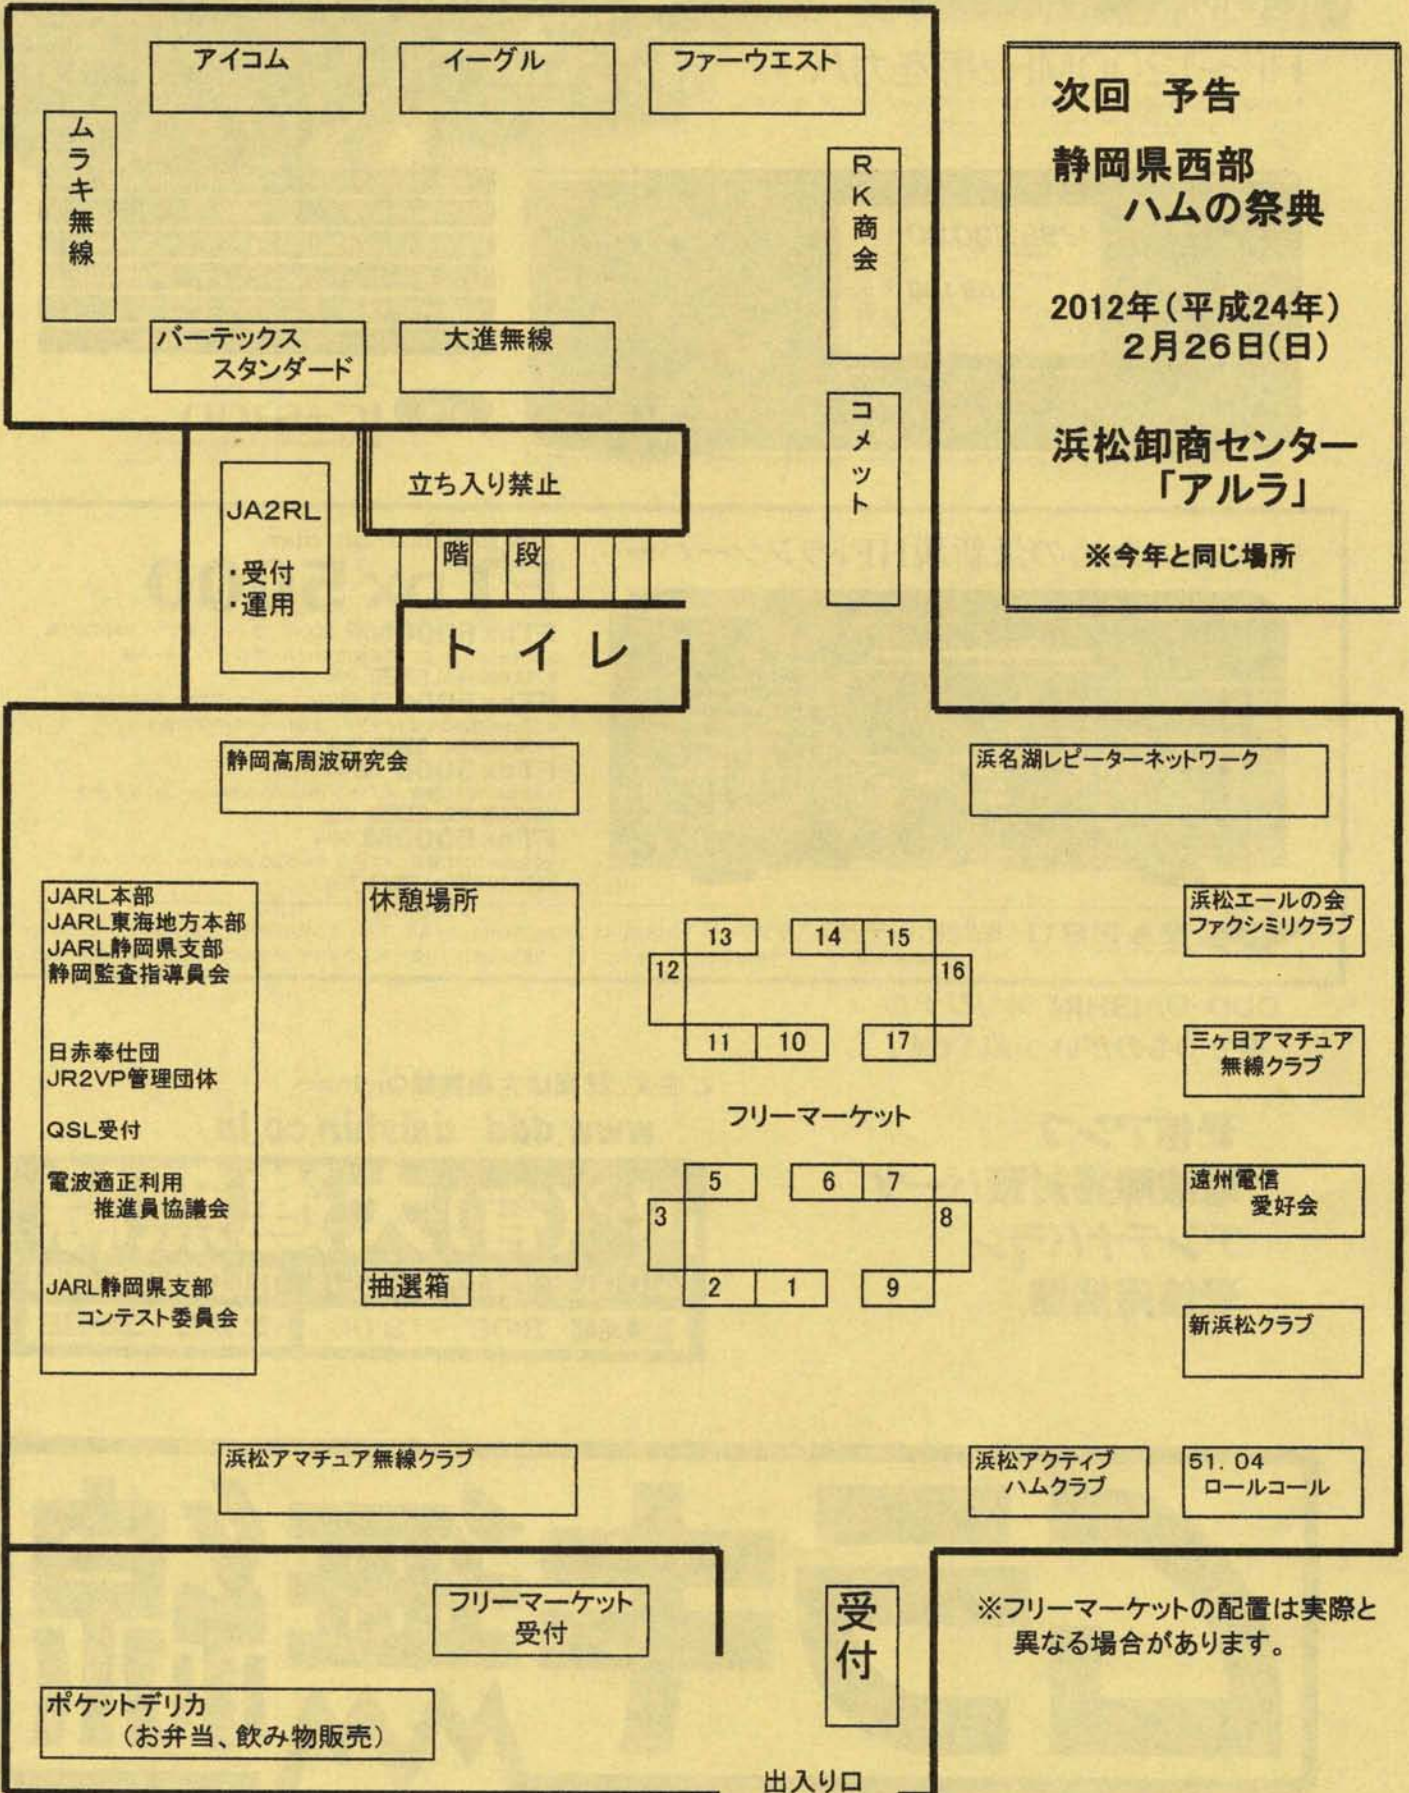 アイコム
イーグル
ファーウエスト
ムラキ無線
RK商会
バーテックス
スタンダード
大進無線
コメット
次回 予告
静岡県西部
ハムの祭典
2012年(平成24年)
2月26日(日)
浜松卸商センター
「アルラ」
※今年と同じ場所
JA2RL
・受付
・運用
立ち入り禁止
階段
トイレ
静岡高周波研究会
浜名湖レピーターネットワーク
JARL本部
JARL東海地方本部
JARL静岡県支部
静岡監査指導員会
日赤奉仕団
JR2VP管理団体
QSL受付
電波適正利用
推進員協議会
JARL静岡県支部
コンテスト委員会
休憩場所
抽選箱
13
14
15
12
16
11
10
17
フリーマーケット
5
6
7
3
8
2
1
9
浜松エールの会
ファクシミリクラブ
三ヶ日アマチュア
無線クラブ
遠州電信
愛好会
新浜松クラブ
浜松アマチュア無線クラブ
浜松アクティブ
ハムクラブ
51.04
ロールコール
フリーマーケット
受付
ポケットデリカ
(お弁当、飲み物販売)
受付
出入り口
※フリーマーケットの配置は実際と
異なる場合があります。